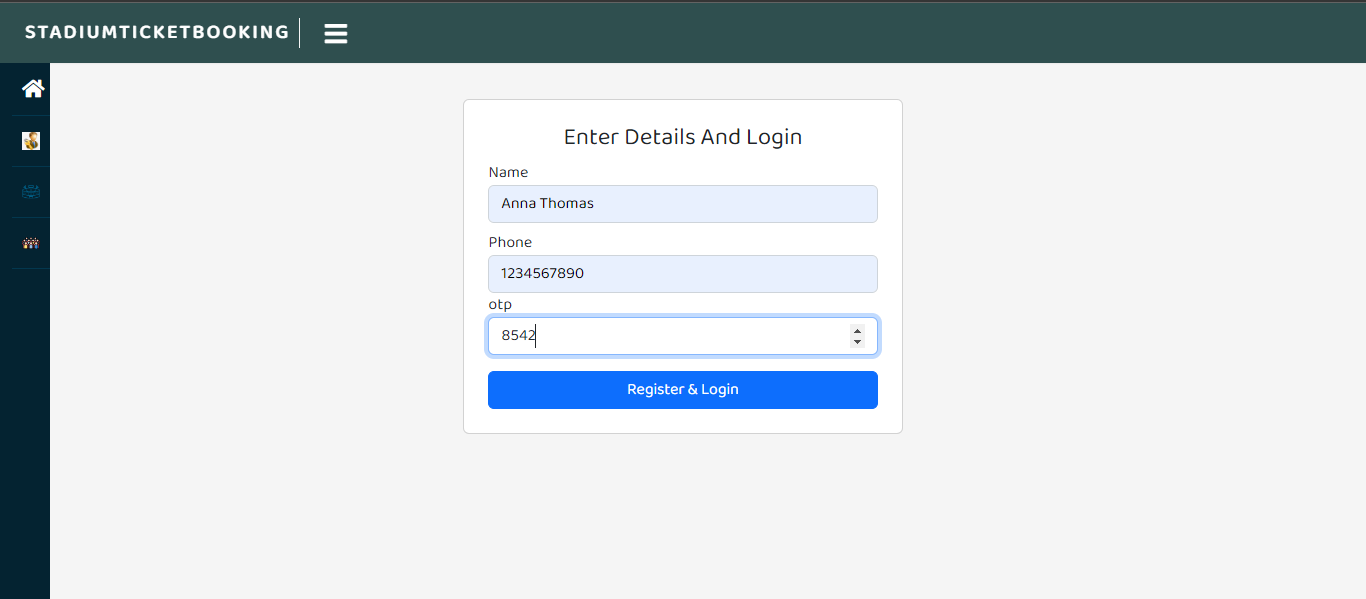 STADIUMTICKETBOOKING
Enter Details And Login
Name
Anna Thomas
Phone
1234567890
otp
8542
Register & Login